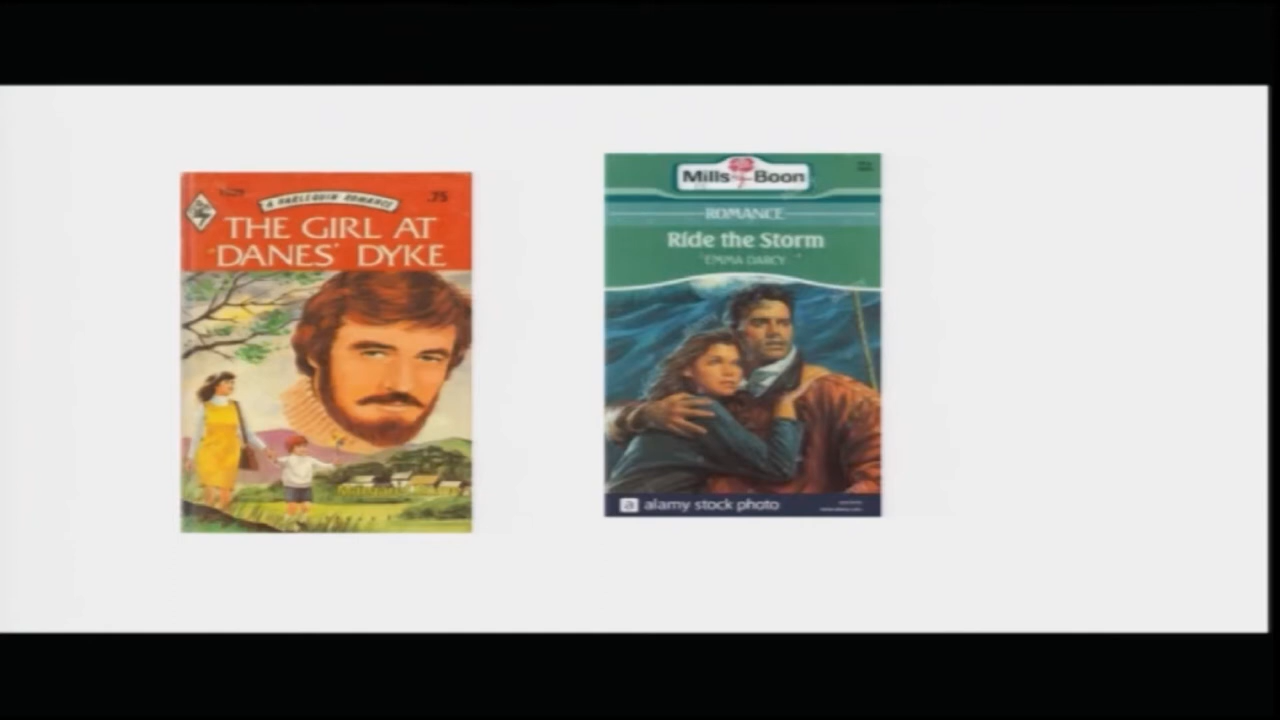 A HARLEQUIN ROMANCE
.75
THE GIRL AT
DANES' DYKE
Mills Boon
ROMANCE
Ride the Storm
EMMA DARCY
a alamy stock photo